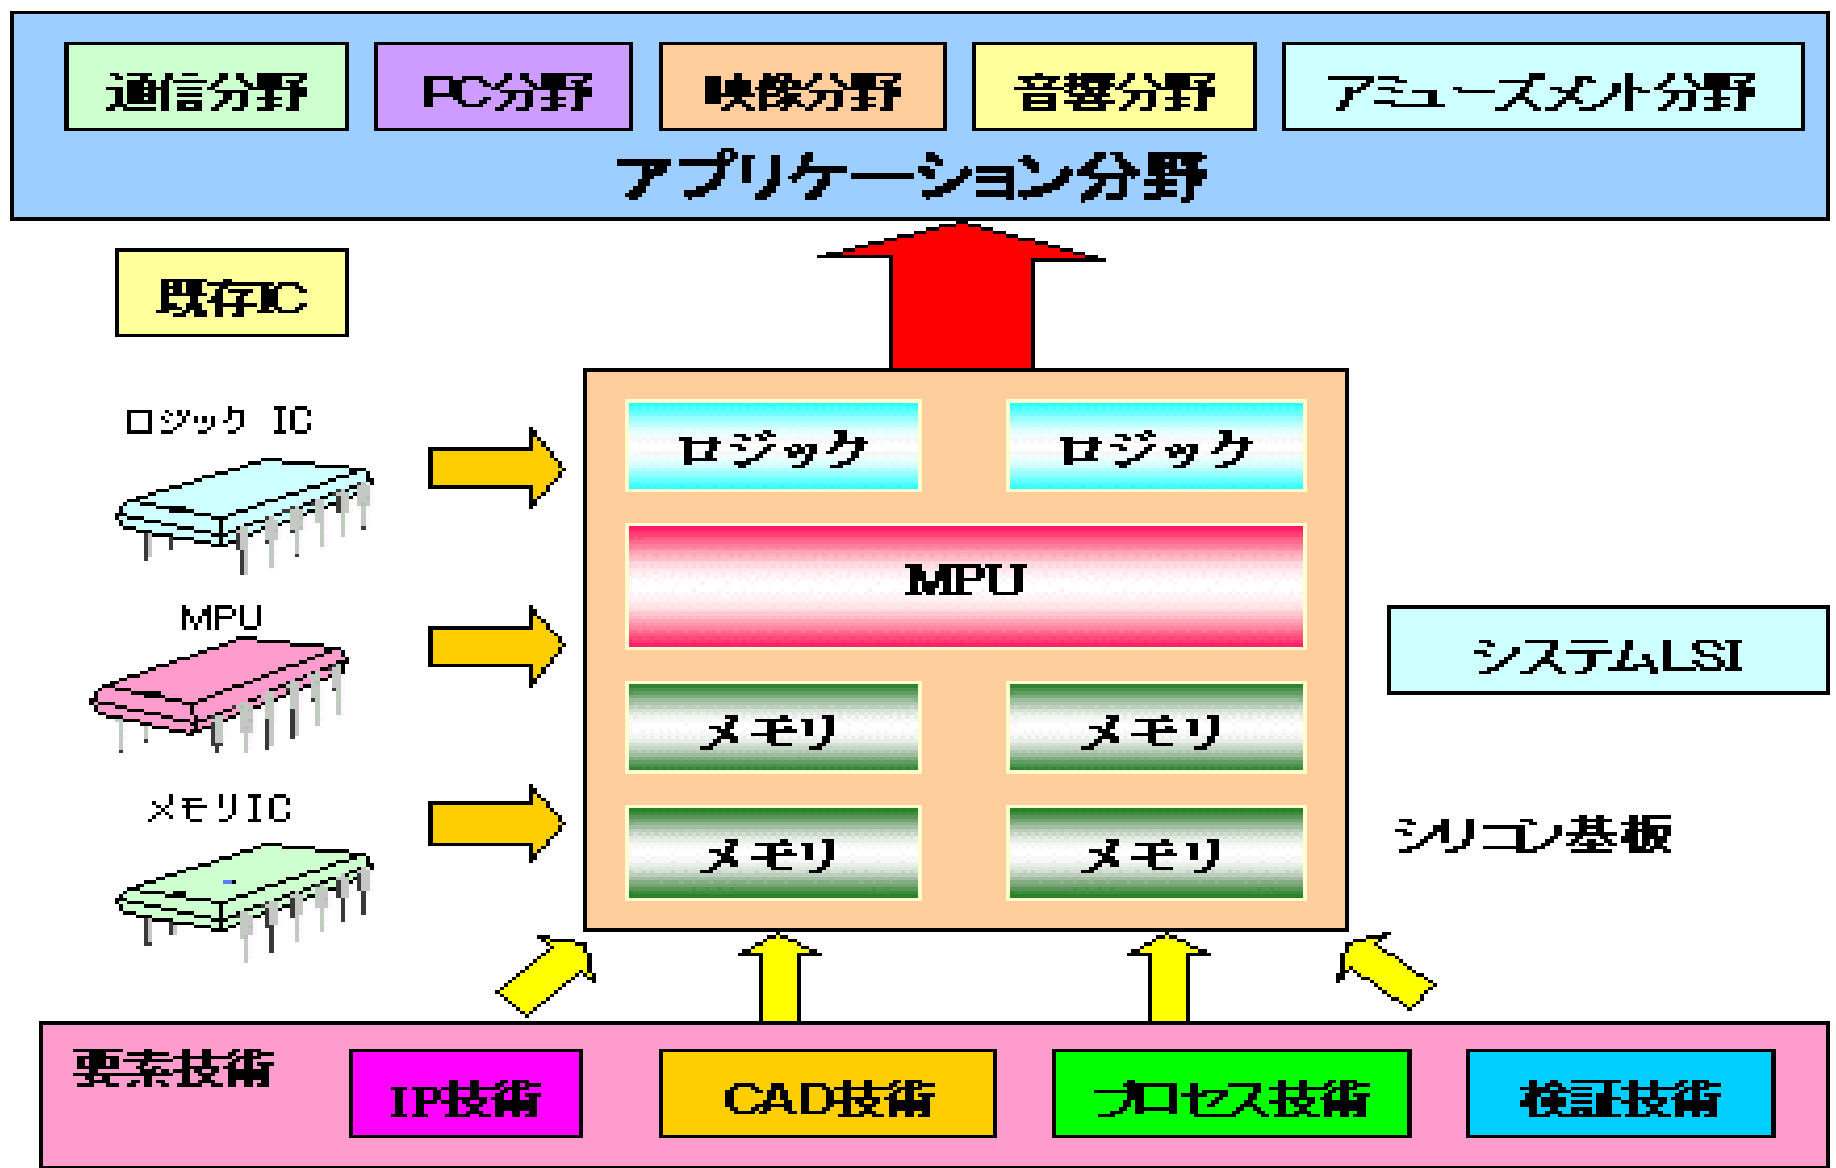 通信分野 PC分野 映像分野 音響分野 アミューズメント分野
アプリケーション分野
既存IC
ロジック IC
ロジック ロジック
MPU
MPU
システムLSI
メモリ メモリ
メモリIC
シリコン基板
メモリ メモリ
要素技術
IP技術 CAD技術 プロセス技術 検証技術